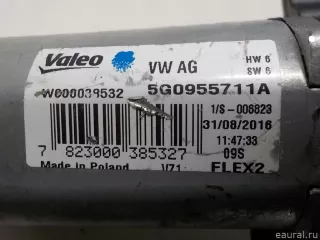 Valeo VW AG HW 6
SW 6
W000039532 5G0955711A
1/S-006823
31/08/2016
11:47:33
7 823000 385327 09S
Made in Poland V71 FLEX2
eaural.ru